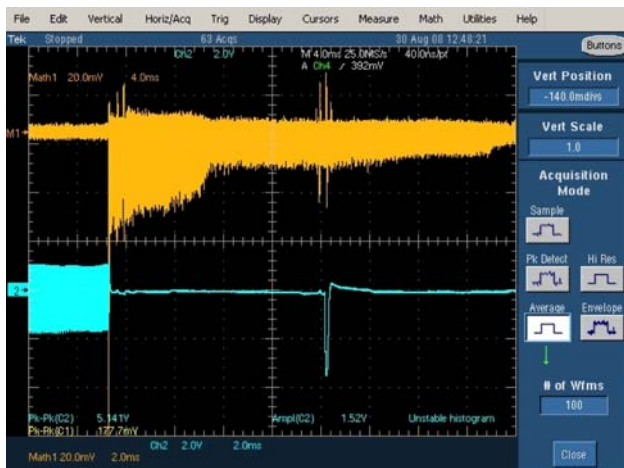 File Edit Vertical Horiz/Acq Trig Display Cursors Measure Math Utilities Help
Tek Stopped 63 Acqs 30 Aug 08 12:48:21
Buttons
Ch2 2.0V M 4.0ms 25.0MS/s 40.0ns/pt
A Ch4 392mV
Math1 20.0mV 4.0ms
M1
2
Vert Position
-140.0mdivs
Vert Scale
1.0
Acquisition
Mode
Sample
Pk Detect Hi Res
Average Envelope
# of Wfms
100
Close
Pk-Pk(C2) 5.141V Ampl(C2) 1.52V Unstable histogram
Pk-Pk(C1) 177.7mV
Ch2 2.0V 2.0ms
Math1 20.0mV 2.0ms